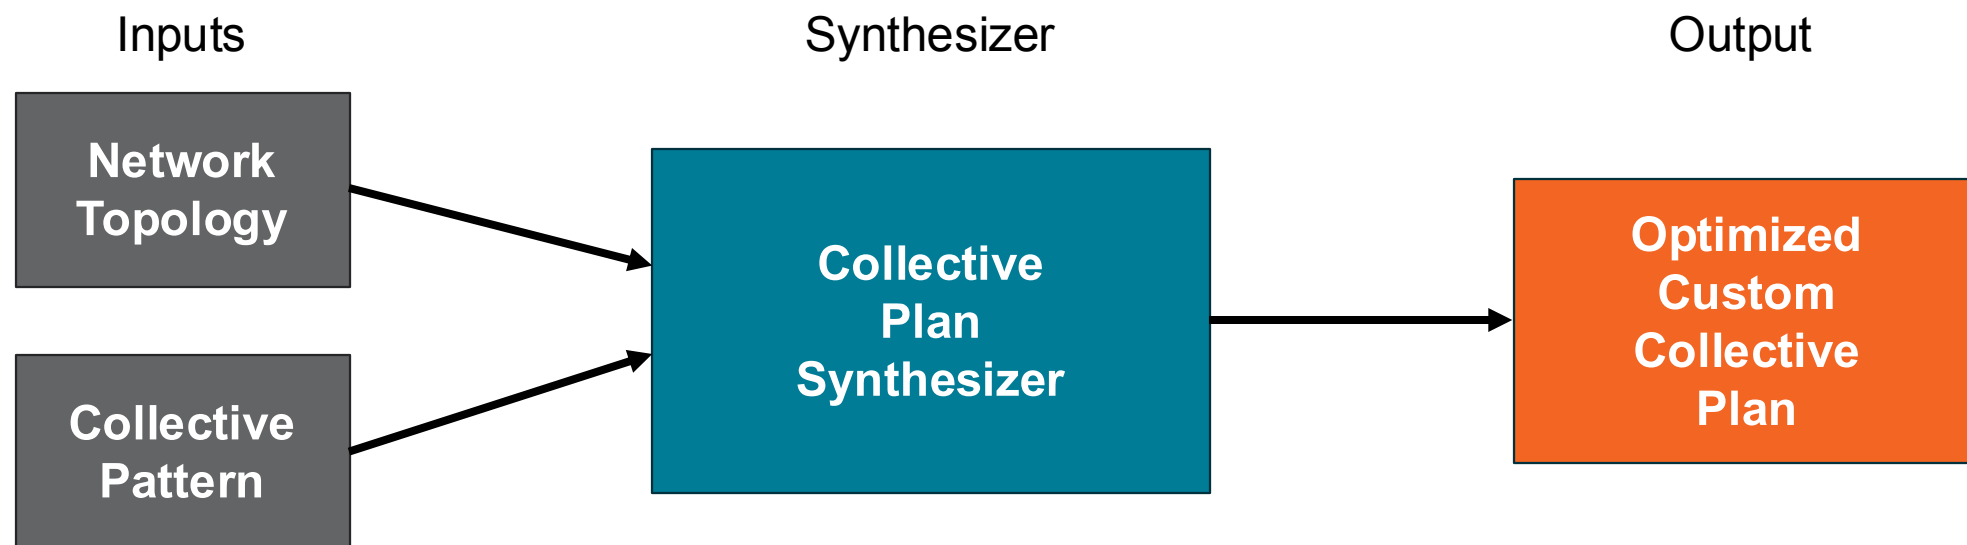 Inputs
Synthesizer
Output
Network
Topology
Collective
Pattern
Collective
Plan
Synthesizer
Optimized
Custom
Collective
Plan